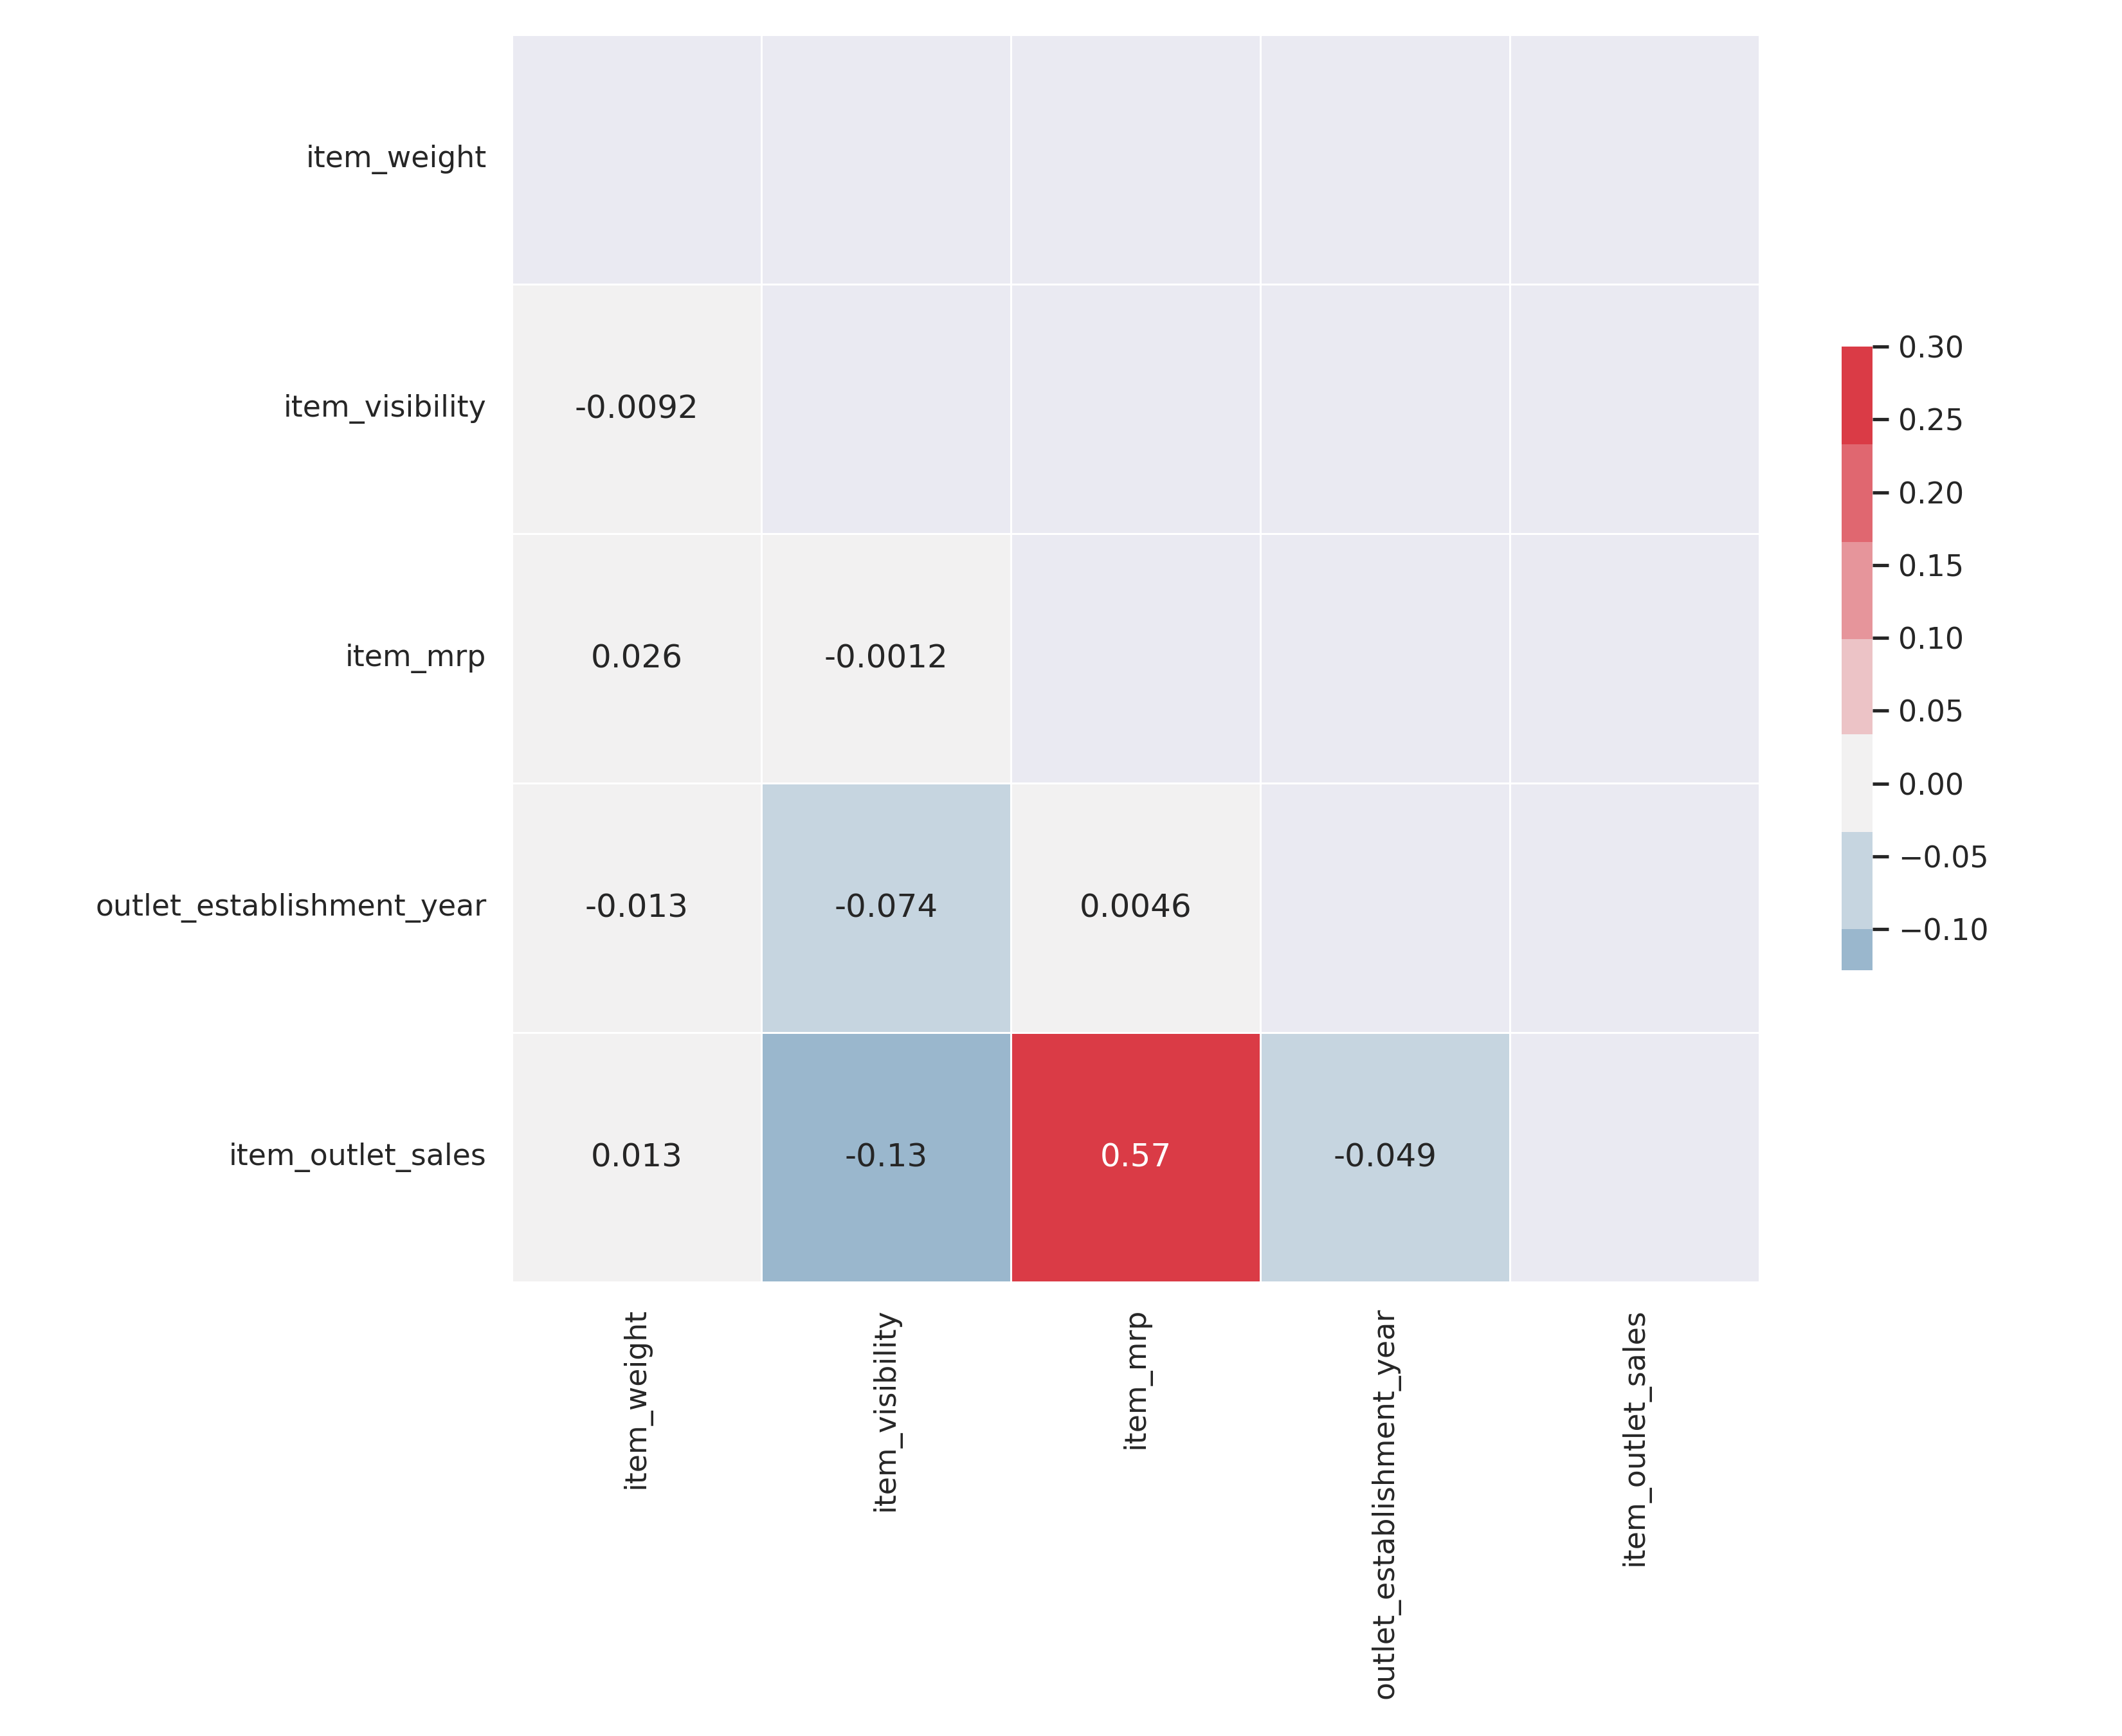 item_weight
item_visibility
-0.0092
item_mrp
0.026
-0.0012
outlet_establishment_year
-0.013
-0.074
0.0046
item_outlet_sales
0.013
-0.13
0.57
-0.049
item_weight
item_visibility
item_mrp
outlet_establishment_year
item_outlet_sales
0.30
0.25
0.20
0.15
0.10
0.05
0.00
−0.05
−0.10